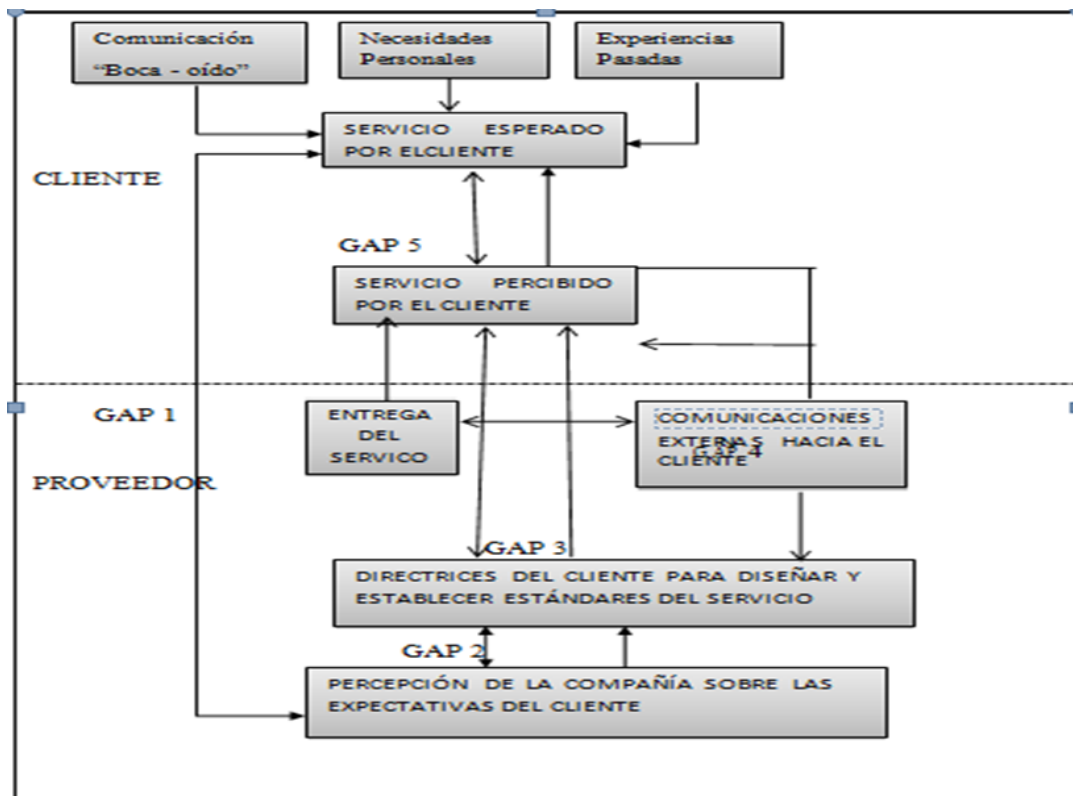 Comunicación
“Boca - oído”
Necesidades
Personales
Experiencias
Pasadas
SERVICIO ESPERADO
POR ELCLIENTE
CLIENTE
GAP 5
SERVICIO PERCIBIDO
POR EL CLIENTE
GAP 1
ENTREGA
DEL
SERVICO
COMUNICACIONES
EXTERNAS HACIA EL
CLIENTE
GAP 4
PROVEEDOR
GAP 3
DIRECTRICES DEL CLIENTE PARA DISEÑAR Y
ESTABLECER ESTÁNDARES DEL SERVICIO
GAP 2
PERCEPCIÓN DE LA COMPAÑÍA SOBRE LAS
EXPECTATIVAS DEL CLIENTE